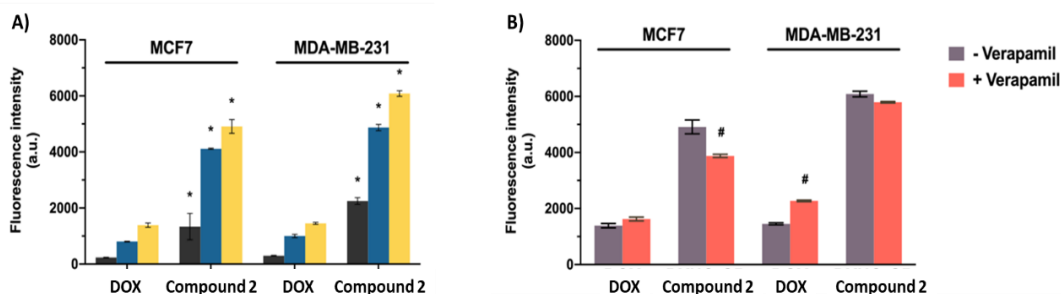 A)
8000
6000
4000
2000
0
Fluorescence intensity
(a.u.)
MCF7
MDA-MB-231
* * * * * *
DOX Compound 2 DOX Compound 2
B)
8000
6000
4000
2000
0
Fluorescence intensity
(a.u.)
MCF7
MDA-MB-231
# #
DOX Compound 2 DOX Compound 2
- Verapamil
+ Verapamil